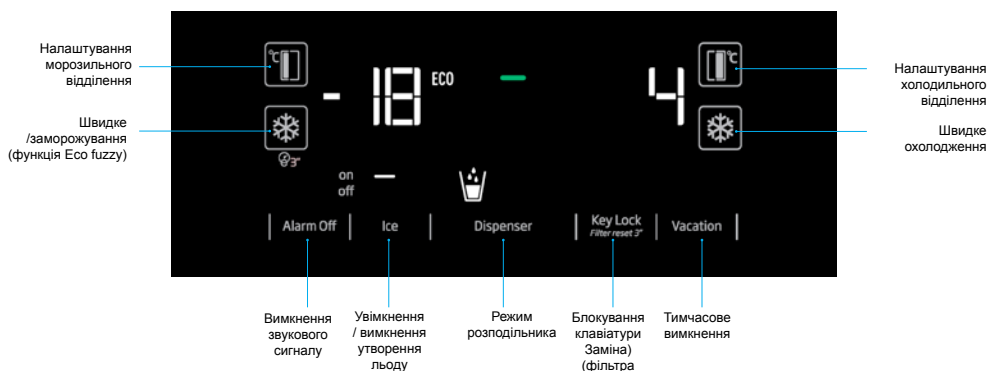 Налаштування
морозильного
відділення
Швидке
/заморожування
(функція Eco fuzzy)
°C
- 18 ECO
4
°C
3"
on
off
Alarm Off
Ice
Dispenser
Key Lock
Filter reset 3"
Vacation
Налаштування
холодильного
відділення
Швидке
охолодження
Вимкнення
звукового
сигналу
Увімкнення
/ вимкнення
утворення
льоду
Режим
розподільника
Блокування
клавіатури
Заміна)
(фільтра
Тимчасове
вимкнення